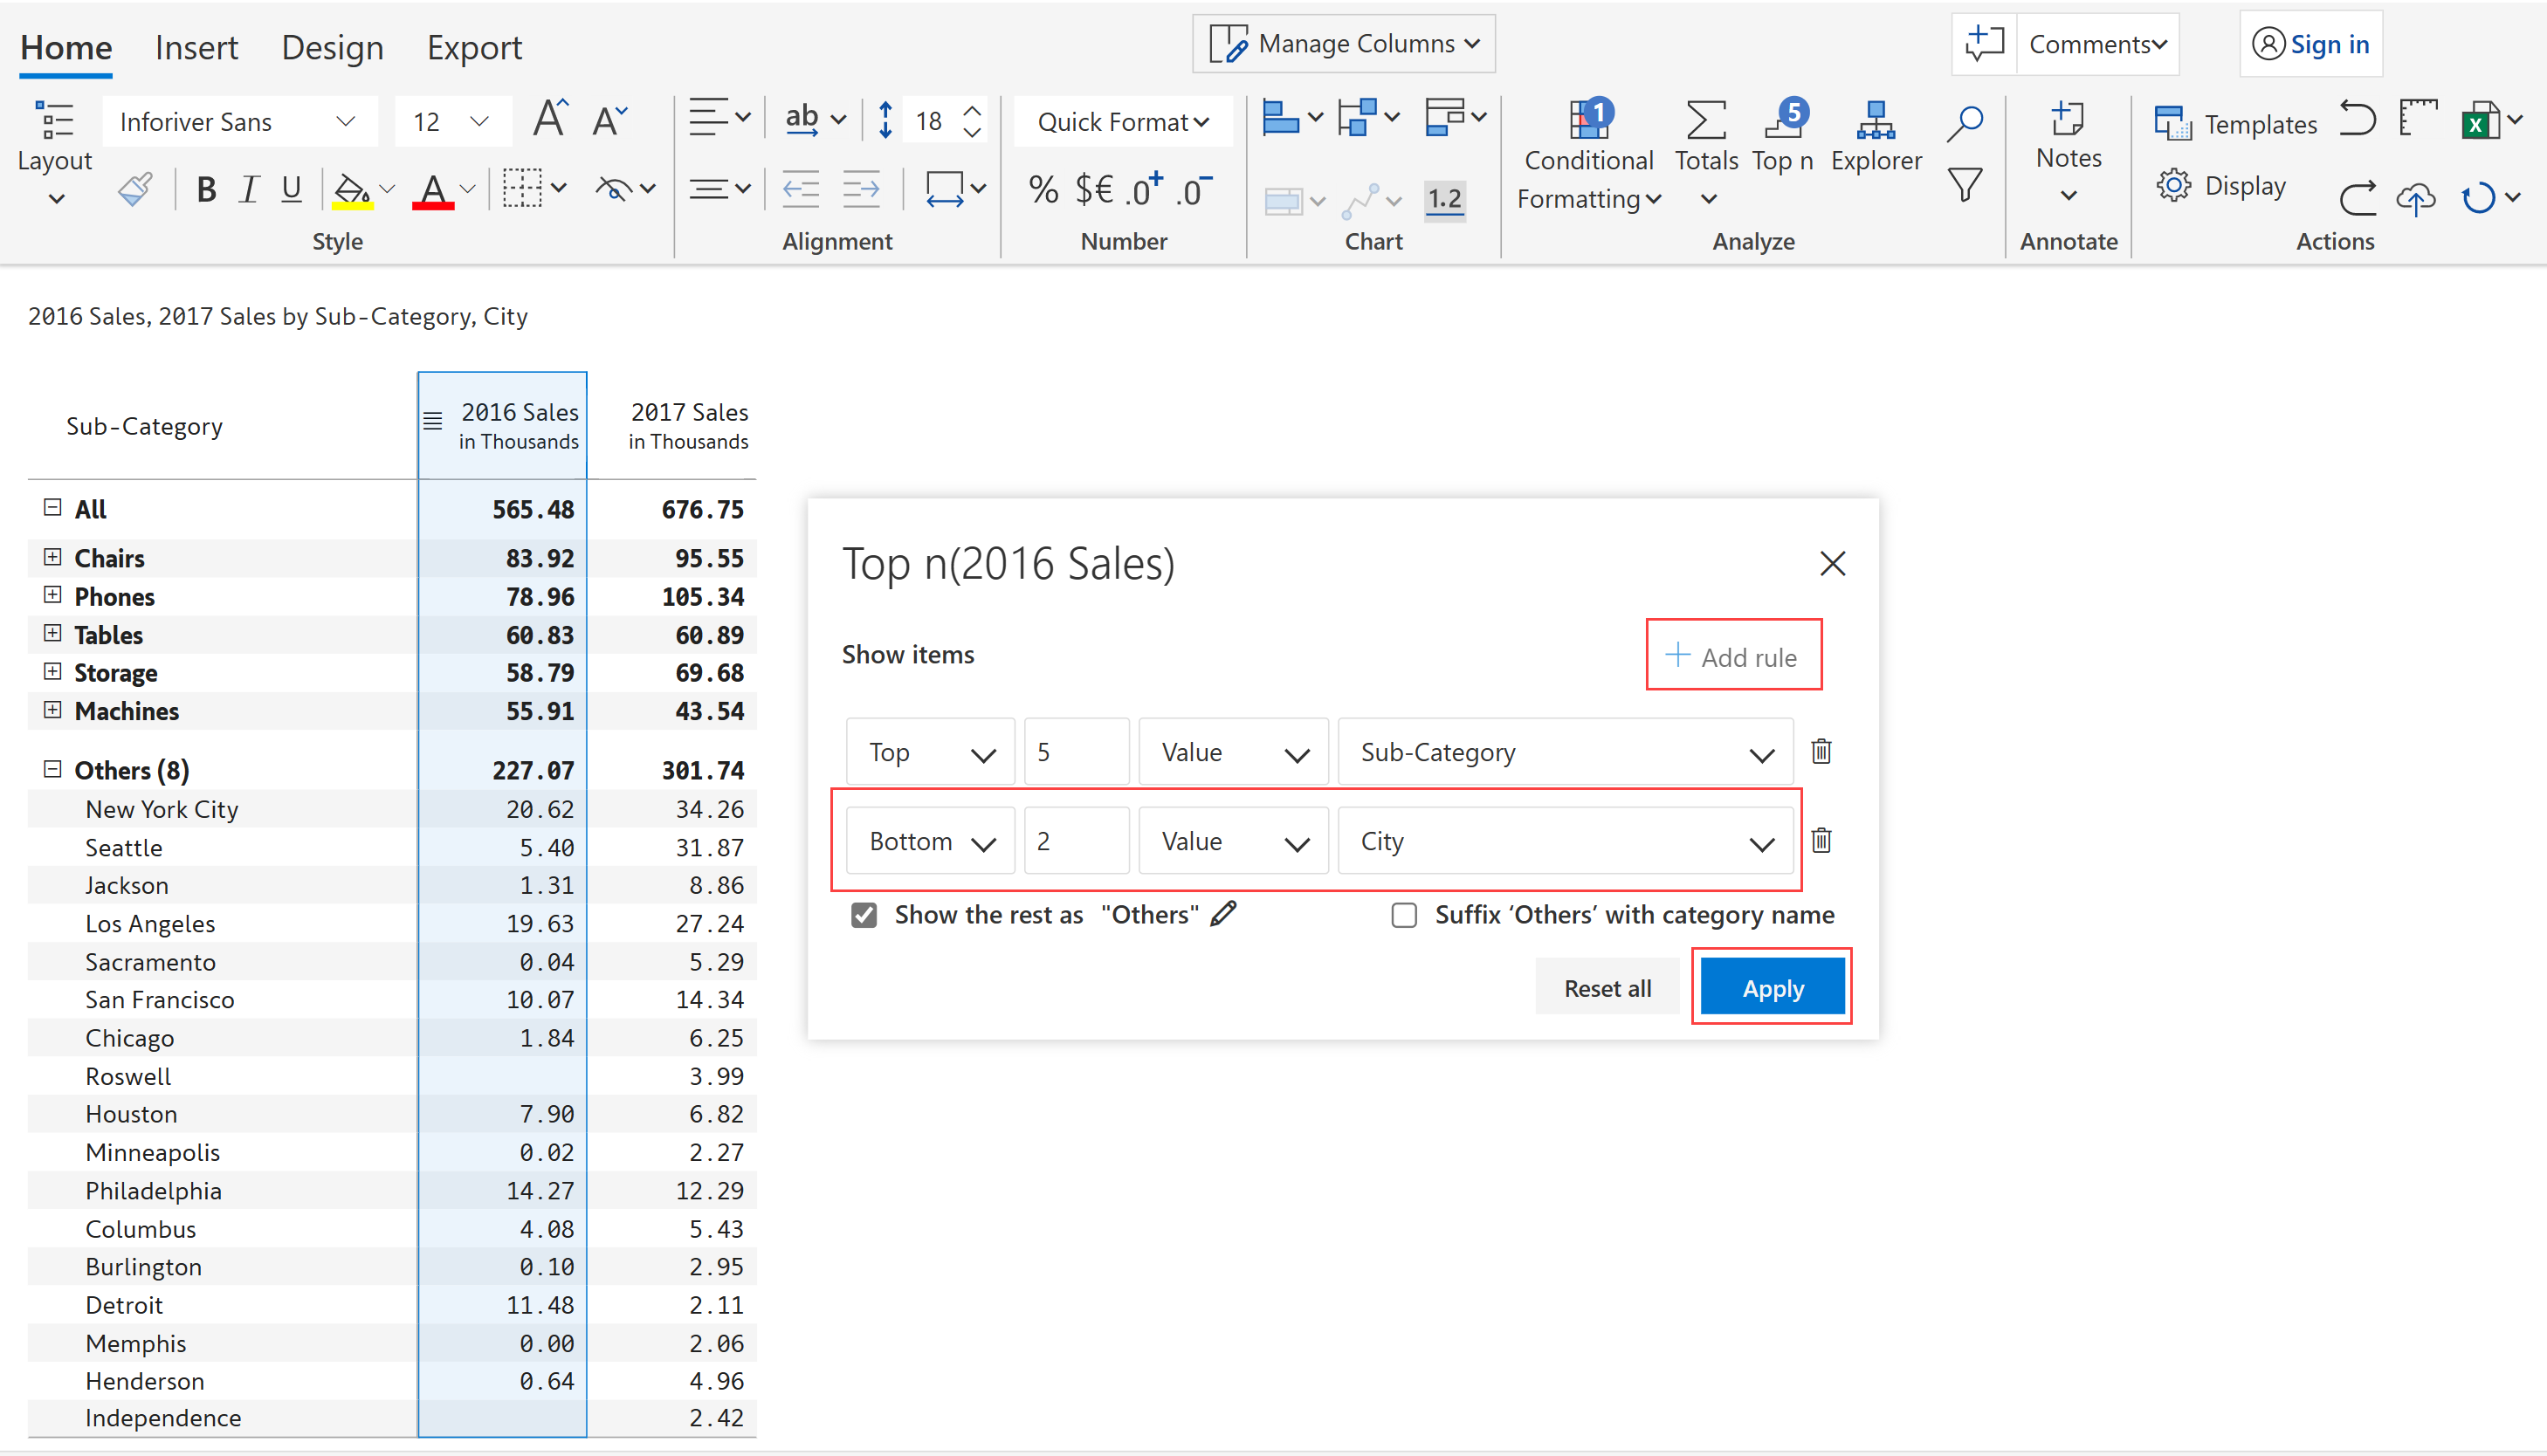 Home Insert Design Export Manage Columns Comments Sign in
Layout Inforiver Sans 12 A A ab 18 Quick Format Conditional Formatting 1 Totals Top n 5 Explorer Notes Templates
B I U A % $€ .0+ .0− 1.2 Display
Style Alignment Number Chart Analyze Annotate Actions
2016 Sales, 2017 Sales by Sub-Category, City
Sub-Category 2016 Sales in Thousands 2017 Sales in Thousands
All 565.48 676.75
Chairs 83.92 95.55
Phones 78.96 105.34
Tables 60.83 60.89
Storage 58.79 69.68
Machines 55.91 43.54
Others (8) 227.07 301.74
New York City 20.62 34.26
Seattle 5.40 31.87
Jackson 1.31 8.86
Los Angeles 19.63 27.24
Sacramento 0.04 5.29
San Francisco 10.07 14.34
Chicago 1.84 6.25
Roswell 3.99
Houston 7.90 6.82
Minneapolis 0.02 2.27
Philadelphia 14.27 12.29
Columbus 4.08 5.43
Burlington 0.10 2.95
Detroit 11.48 2.11
Memphis 0.00 2.06
Henderson 0.64 4.96
Independence 2.42
Top n(2016 Sales)
Show items Add rule
Top 5 Value Sub-Category
Bottom 2 Value City
Show the rest as "Others" Suffix ‘Others’ with category name
Reset all Apply